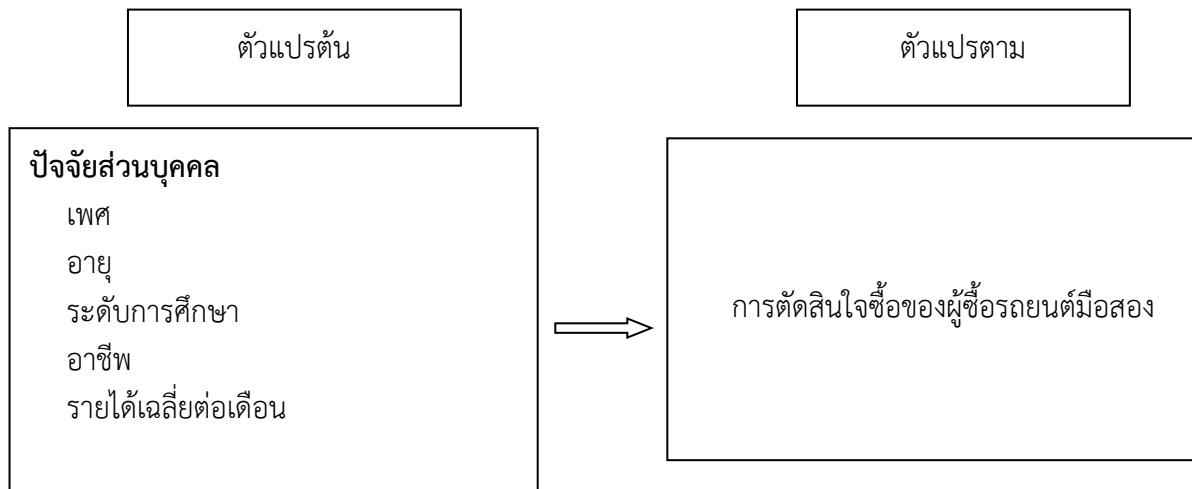 ตัวแปรต้น
ตัวแปรตาม
ปัจจัยส่วนบุคคล
เพศ
อายุ
ระดับการศึกษา
อาชีพ
รายได้เฉลี่ยต่อเดือน
การตัดสินใจซื้อของผู้ซื้อรถยนต์มือสอง